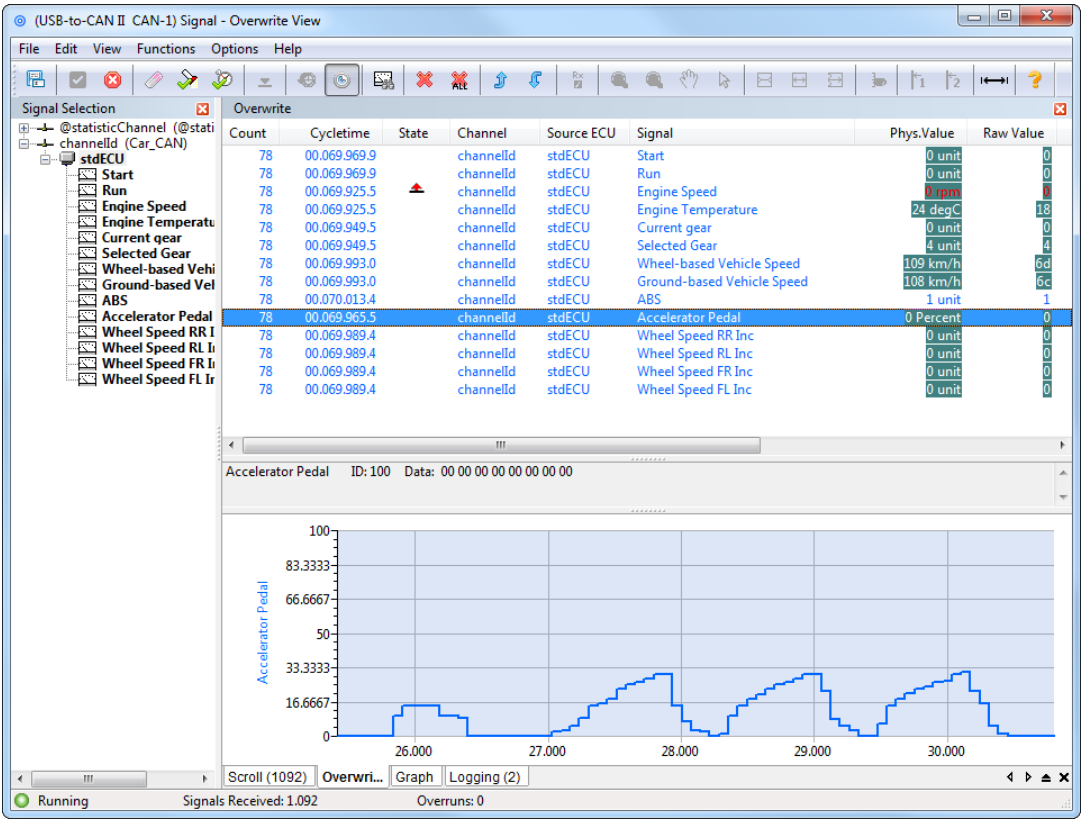 (USB-to-CAN II CAN-1) Signal - Overwrite View
File Edit View Functions Options Help
Signal Selection
@statisticChannel (@stati
channelId (Car_CAN)
stdECU
Start
Run
Engine Speed
Engine Temperatu
Current gear
Selected Gear
Wheel-based Vehi
Ground-based Vel
ABS
Accelerator Pedal
Wheel Speed RR I
Wheel Speed RL In
Wheel Speed FR In
Wheel Speed FL In
Overwrite
Count Cycletime State Channel Source ECU Signal Phys.Value Raw Value
78 00.069.969.9 channelId stdECU Start 0 unit 0
78 00.069.969.9 channelId stdECU Run 0 unit 0
78 00.069.925.5 channelId stdECU Engine Speed 0 rpm 0
78 00.069.925.5 channelId stdECU Engine Temperature 24 degC 18
78 00.069.949.5 channelId stdECU Current gear 0 unit 0
78 00.069.949.5 channelId stdECU Selected Gear 4 unit 4
78 00.069.993.0 channelId stdECU Wheel-based Vehicle Speed 109 km/h 6d
78 00.069.993.0 channelId stdECU Ground-based Vehicle Speed 108 km/h 6c
78 00.070.013.4 channelId stdECU ABS 1 unit 1
78 00.069.965.5 channelId stdECU Accelerator Pedal 0 Percent 0
78 00.069.989.4 channelId stdECU Wheel Speed RR Inc 0 unit 0
78 00.069.989.4 channelId stdECU Wheel Speed RL Inc 0 unit 0
78 00.069.989.4 channelId stdECU Wheel Speed FR Inc 0 unit 0
78 00.069.989.4 channelId stdECU Wheel Speed FL Inc 0 unit 0
Accelerator Pedal ID: 100 Data: 00 00 00 00 00 00 00 00
Accelerator Pedal
100
83.3333
66.6667
50
33.3333
16.6667
0
26.000 27.000 28.000 29.000 30.000
Scroll (1092) Overwri... Graph Logging (2)
Running Signals Received: 1.092 Overruns: 0